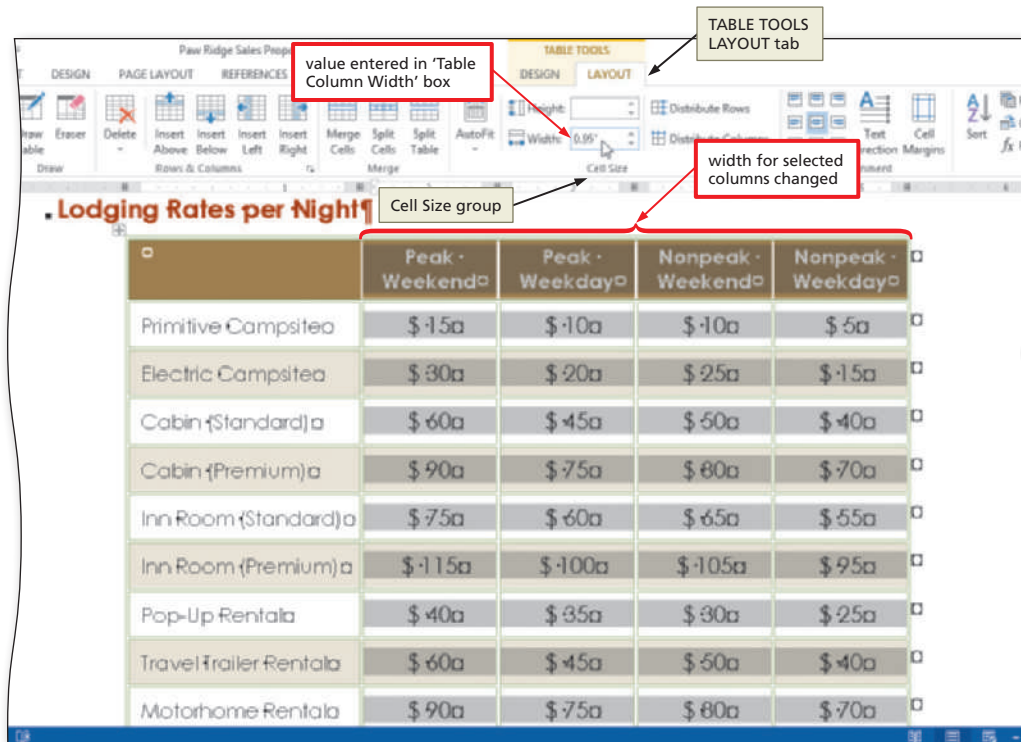 TABLE TOOLS
LAYOUT tab
Paw Ridge Sales Prop
TABLE TOOLS
DESIGN PAGE LAYOUT REFERENCES
DESIGN LAYOUT
value entered in ‘Table
Column Width’ box
Eraser
Delete
Insert Above
Insert Below
Insert Left
Insert Right
Merge Cells
Split Cells
Split Table
AutoFit
Height:
Width: 0.95"
Distribute Rows
Distribute Columns
Text
Cell Margins
Sort
Draw
Rows & Columns
Merge
Cell Size
width for selected
columns changed
Cell Size group
Lodging Rates per Night¶
Peak · Weekend¤ Peak · Weekday¤ Nonpeak · Weekend¤ Nonpeak · Weekday¤
Primitive·Campsite¤ $·15¤ $·10¤ $·10¤ $·5¤ ¤
Electric·Campsite¤ $·30¤ $·20¤ $·25¤ $·15¤ ¤
Cabin·(Standard)¤ $·60¤ $·45¤ $·50¤ $·40¤ ¤
Cabin·(Premium)¤ $·90¤ $·75¤ $·80¤ $·70¤ ¤
Inn·Room·(Standard)¤ $·75¤ $·60¤ $·65¤ $·55¤ ¤
Inn·Room·(Premium)¤ $·115¤ $·100¤ $·105¤ $·95¤ ¤
Pop-Up·Rental¤ $·40¤ $·35¤ $·30¤ $·25¤ ¤
Travel·Trailer·Rental¤ $·60¤ $·45¤ $·50¤ $·40¤ ¤
Motorhome·Rental¤ $·90¤ $·75¤ $·80¤ $·70¤ ¤